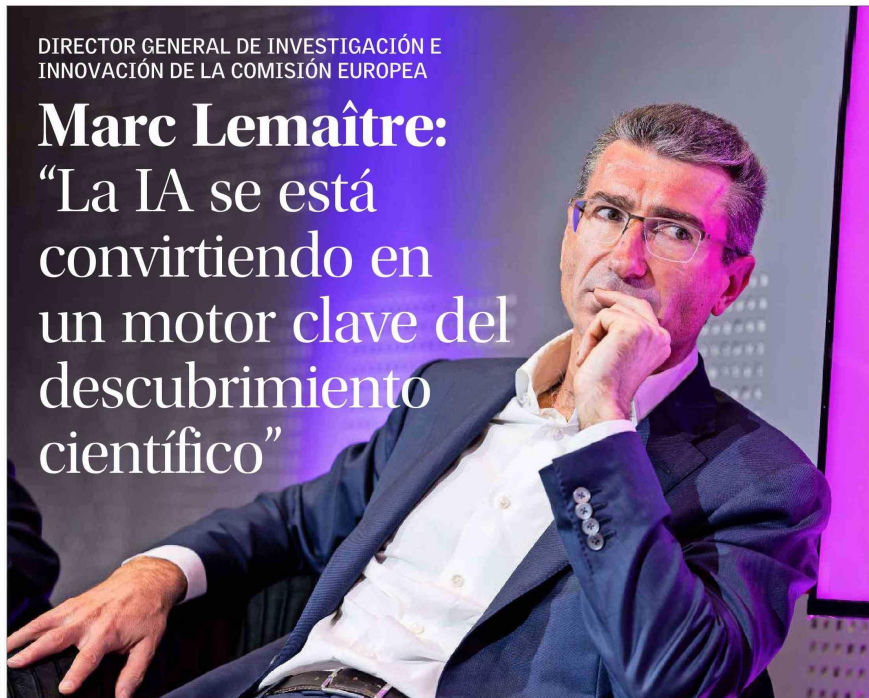 DIRECTOR GENERAL DE INVESTIGACIÓN E
INNOVACIÓN DE LA COMISIÓN EUROPEA
Marc Lemaître:
“La IA se está
convirtiendo en
un motor clave del
descubrimiento
científico”